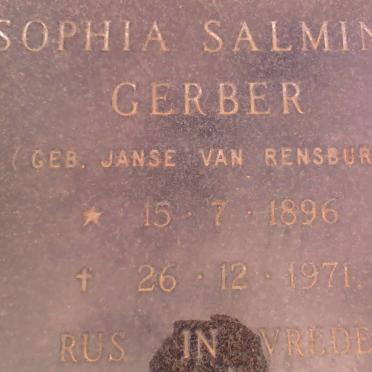 SOPHIA SALMIN
GERBER
(GEB. JANSE VAN RENSBUR
★ 15 · 7 · 1896
† 26 · 12 · 1971.
RUS IN VREDE